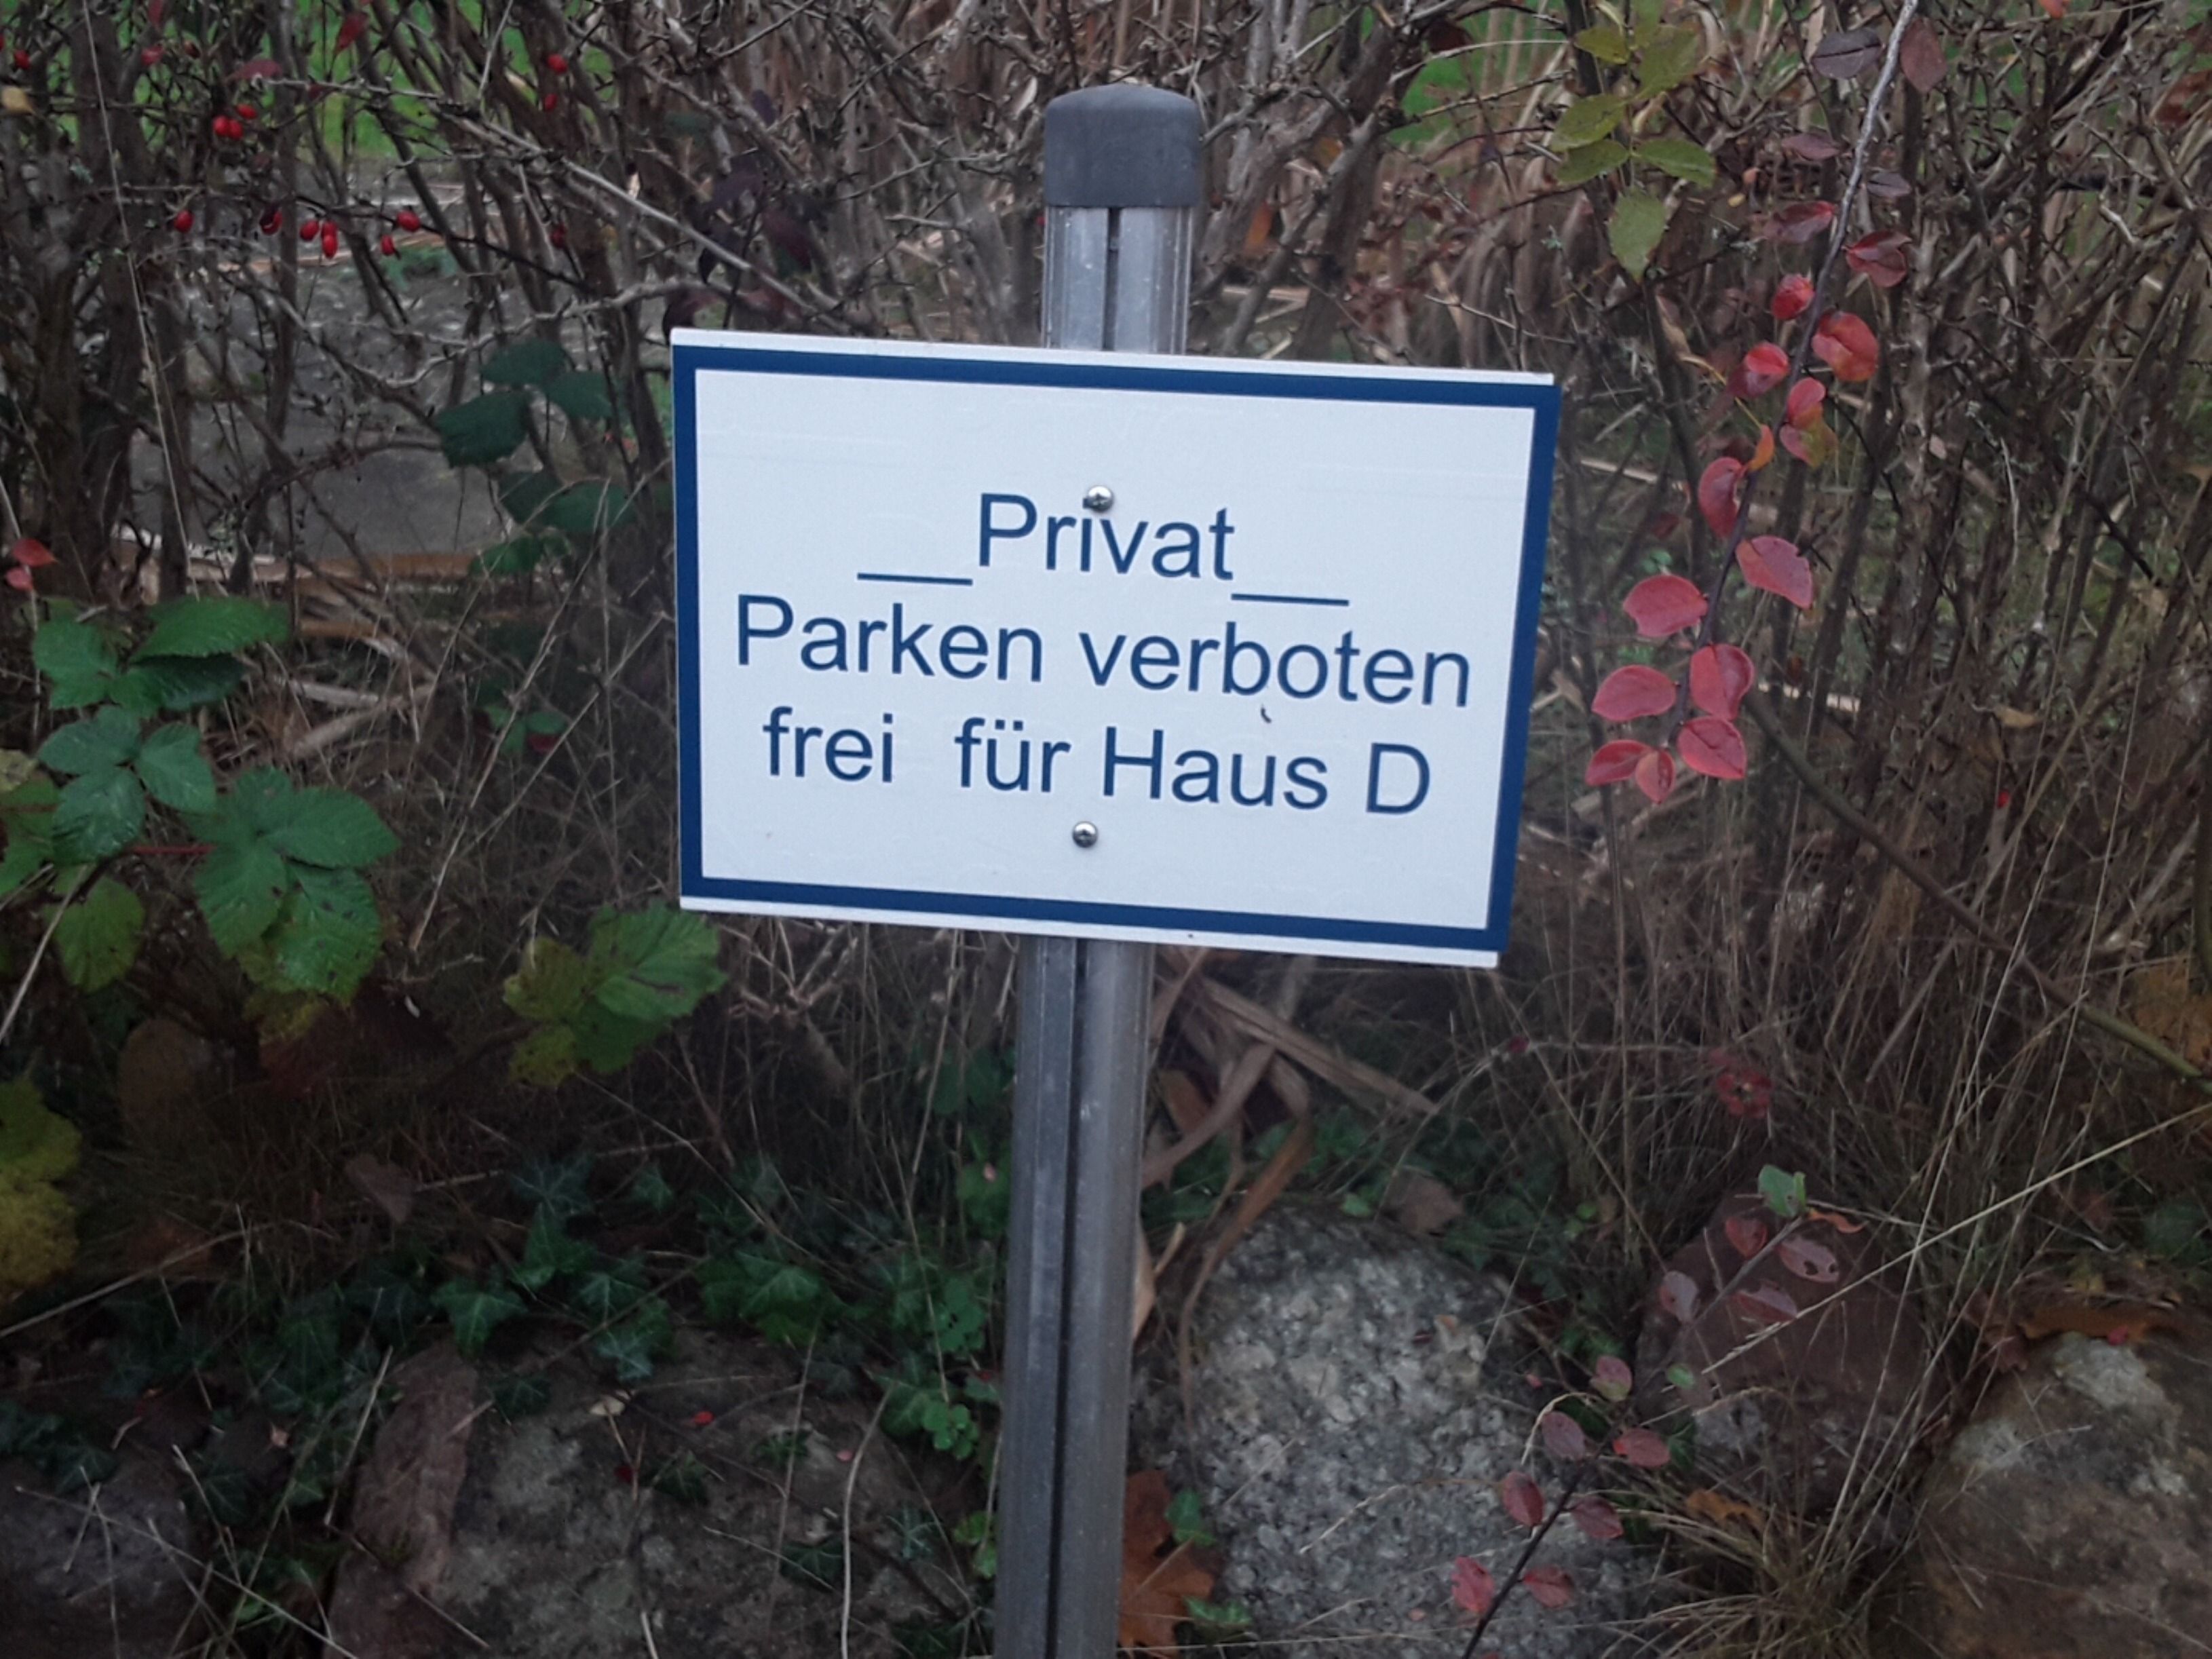 __Privat__
Parken verboten
frei  für Haus D